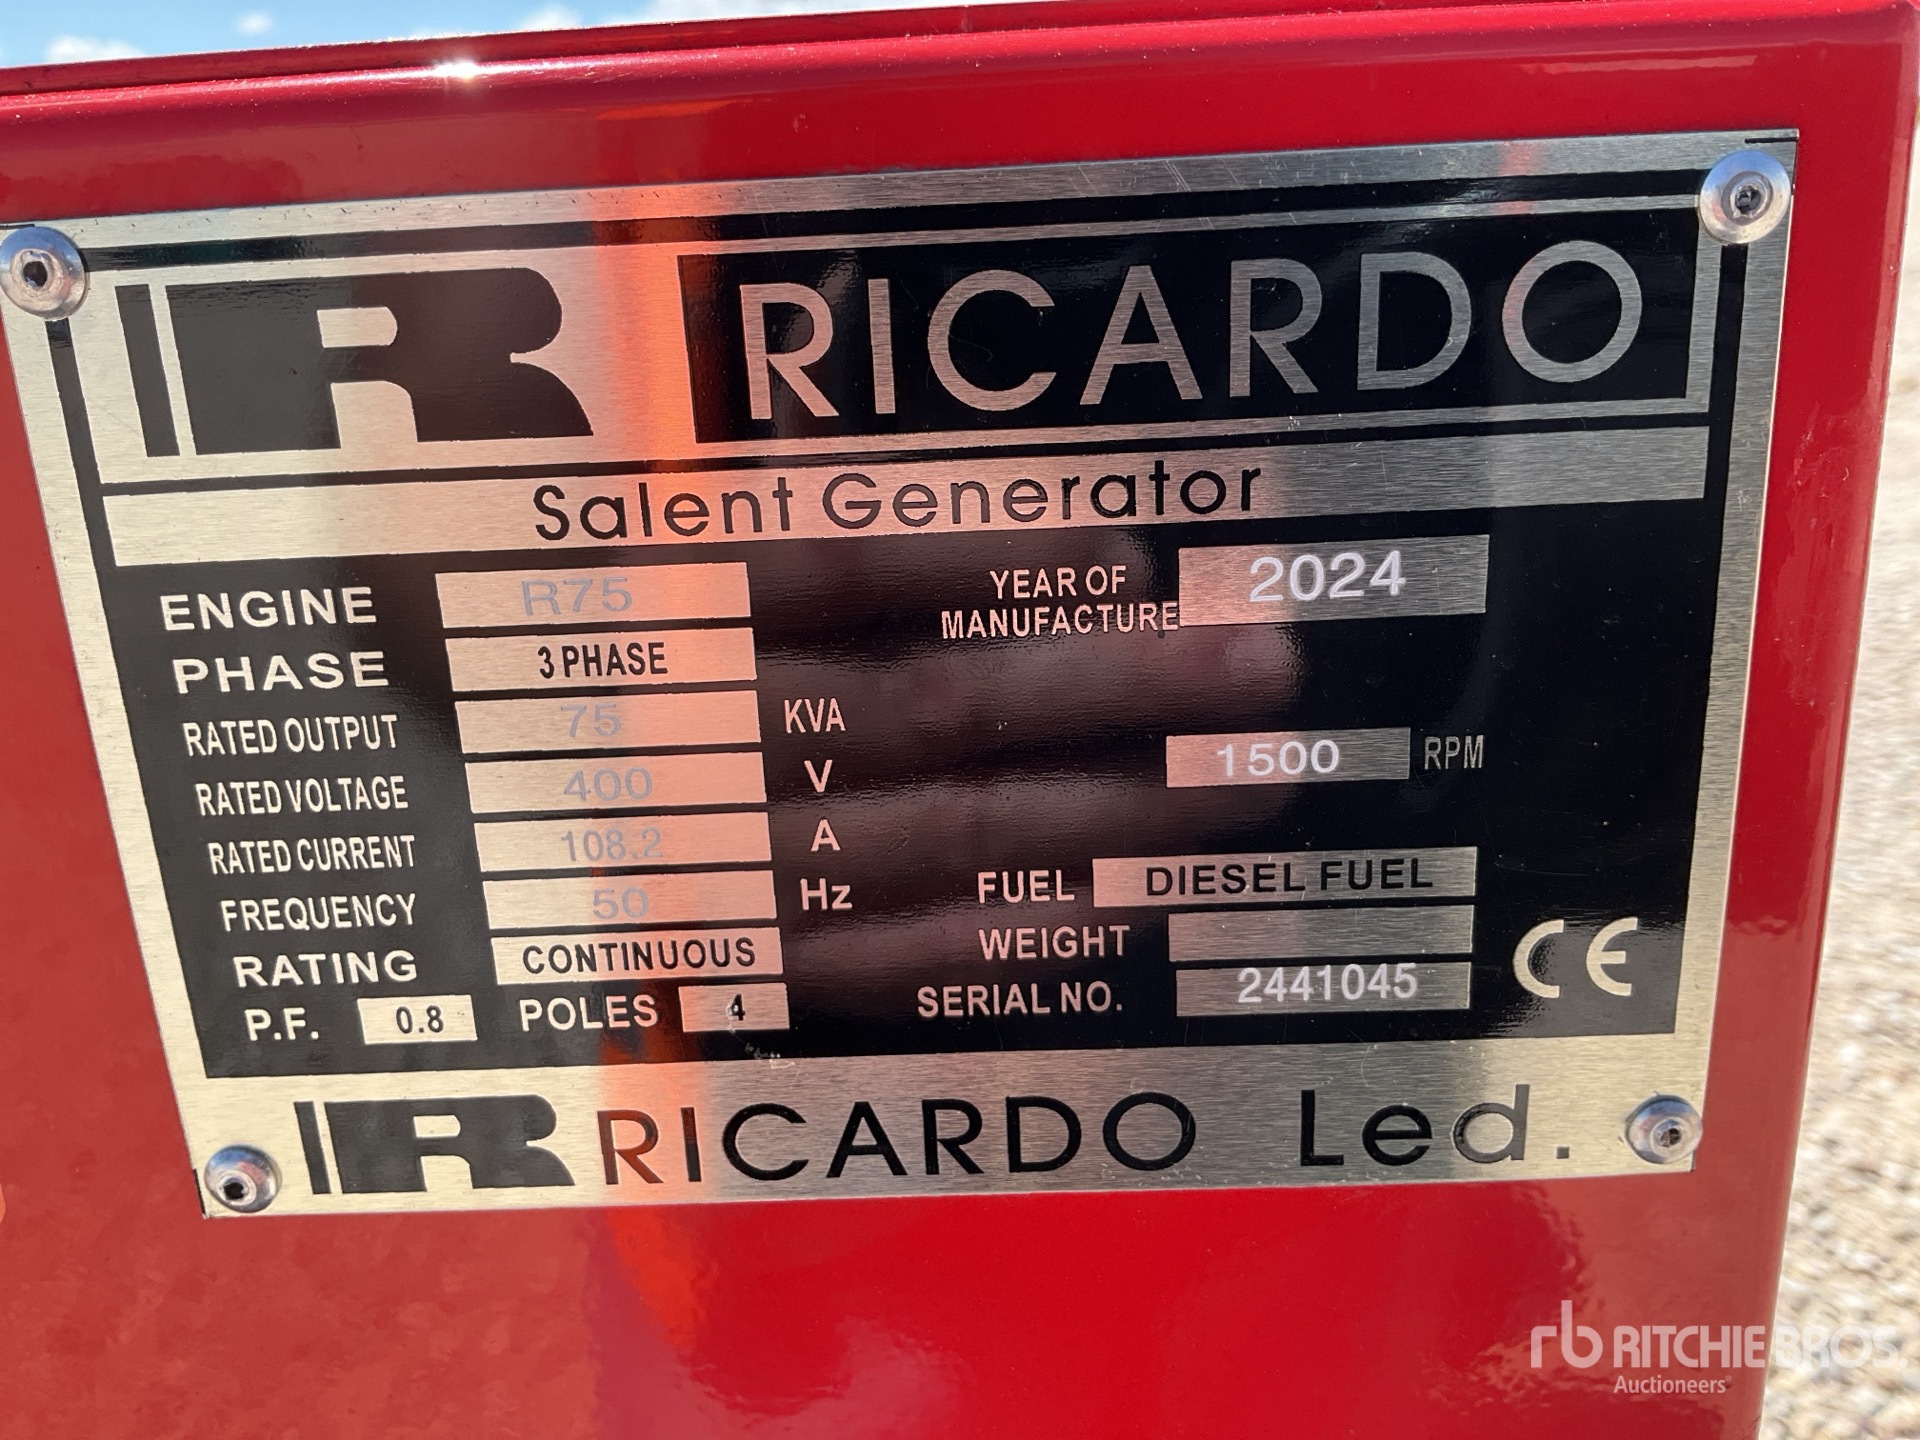 R RICARDO
Salent Generator
ENGINE R75
PHASE 3 PHASE
RATED OUTPUT 75 KVA
RATED VOLTAGE 400 V
RATED CURRENT 108.2 A
FREQUENCY 50 Hz
RATING CONTINUOUS
P.F. 0.8 POLES 4
YEAR OF
MANUFACTURE 2024
1500 RPM
FUEL DIESEL FUEL
WEIGHT
SERIAL NO. 2441045
CE
R RICARDO Led.
rb RITCHIE BROS.
Auctioneers